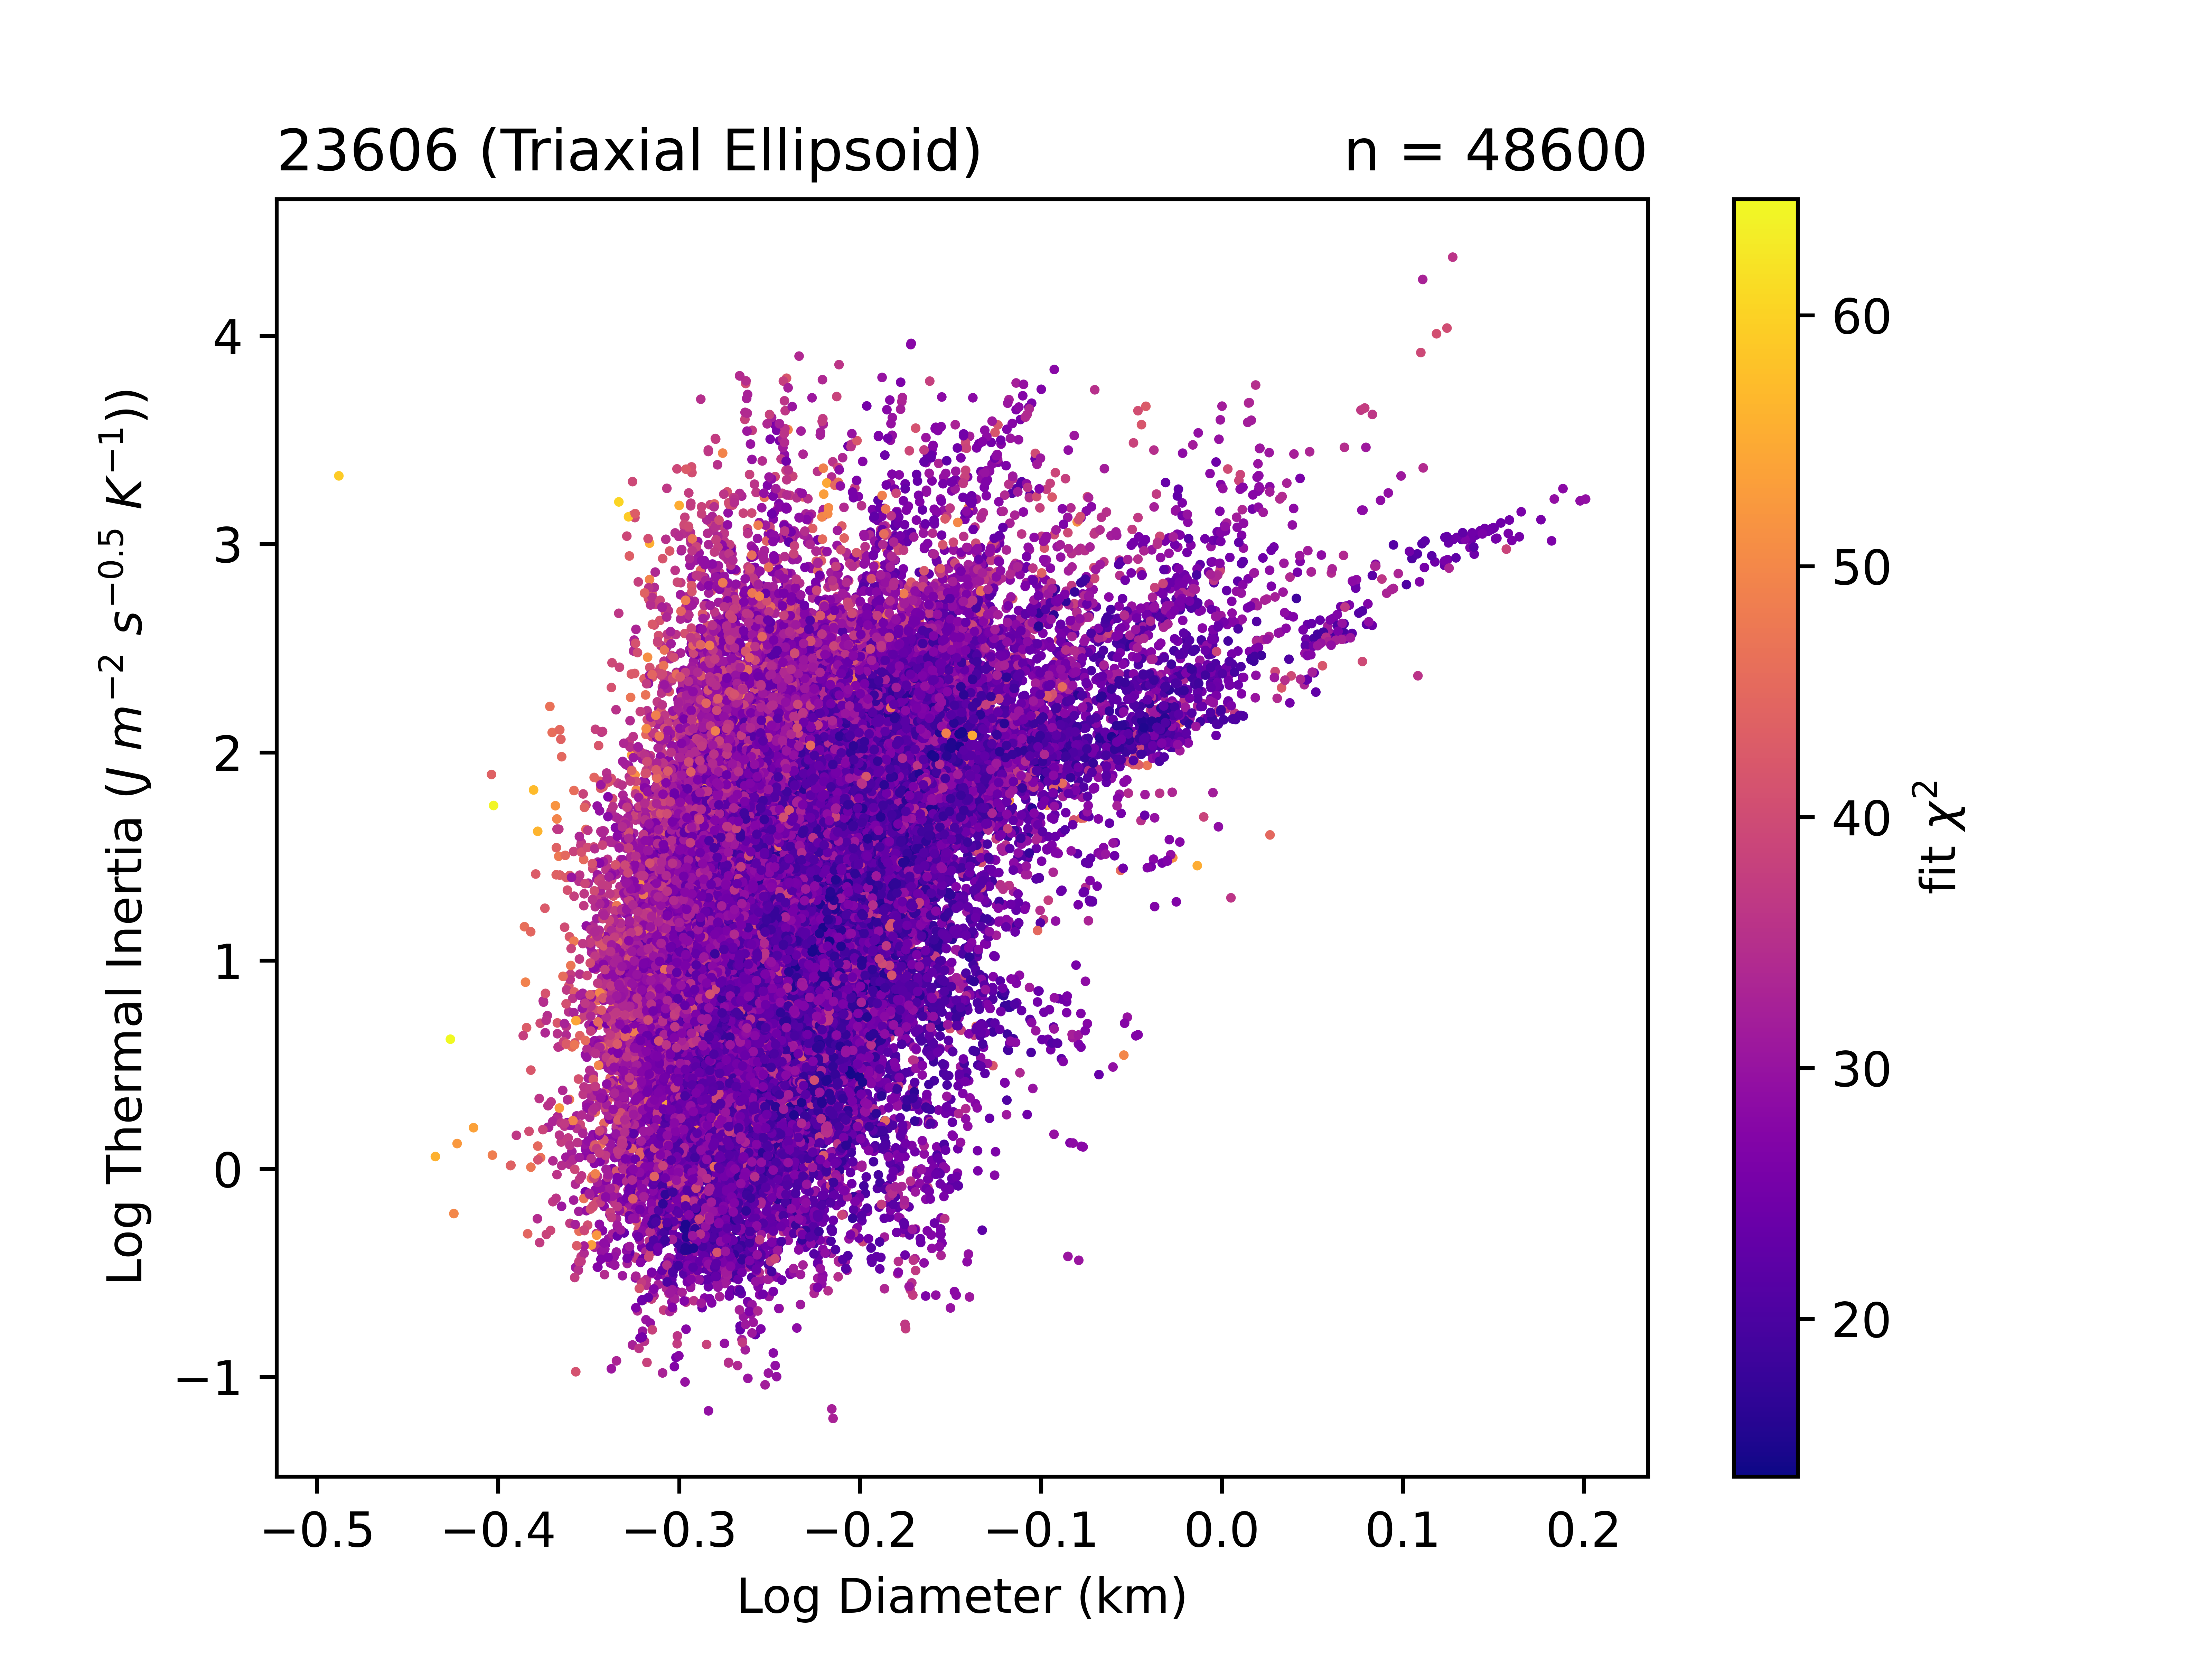 23606 (Triaxial Ellipsoid) n = 48600
Log Thermal Inertia (J m⁻² s⁻⁰·⁵ K⁻¹))
4
3
2
1
0
−1
−0.5 −0.4 −0.3 −0.2 −0.1 0.0 0.1 0.2
Log Diameter (km)
60
50
40
30
20
fit χ²